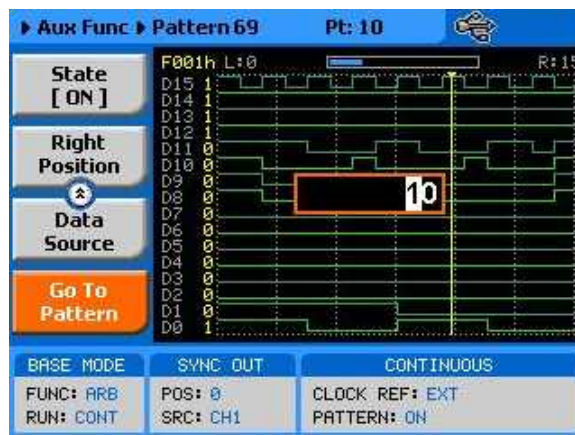 Aux Func Pattern 69 Pt: 10
State
[ ON ]
Right
Position
Data
Source
Go To
Pattern
F001h L:0 R:15
D15 1
D14 1
D13 1
D12 1
D11 0
D10 0
D9 0
D8 0
D7 0
D6 0
D5 0
D4 0
D3 0
D2 0
D1 0
D0 1
10
BASE MODE
FUNC: ARB
RUN: CONT
SYNC OUT
POS: 0
SRC: CH1
CONTINUOUS
CLOCK REF: EXT
PATTERN: ON